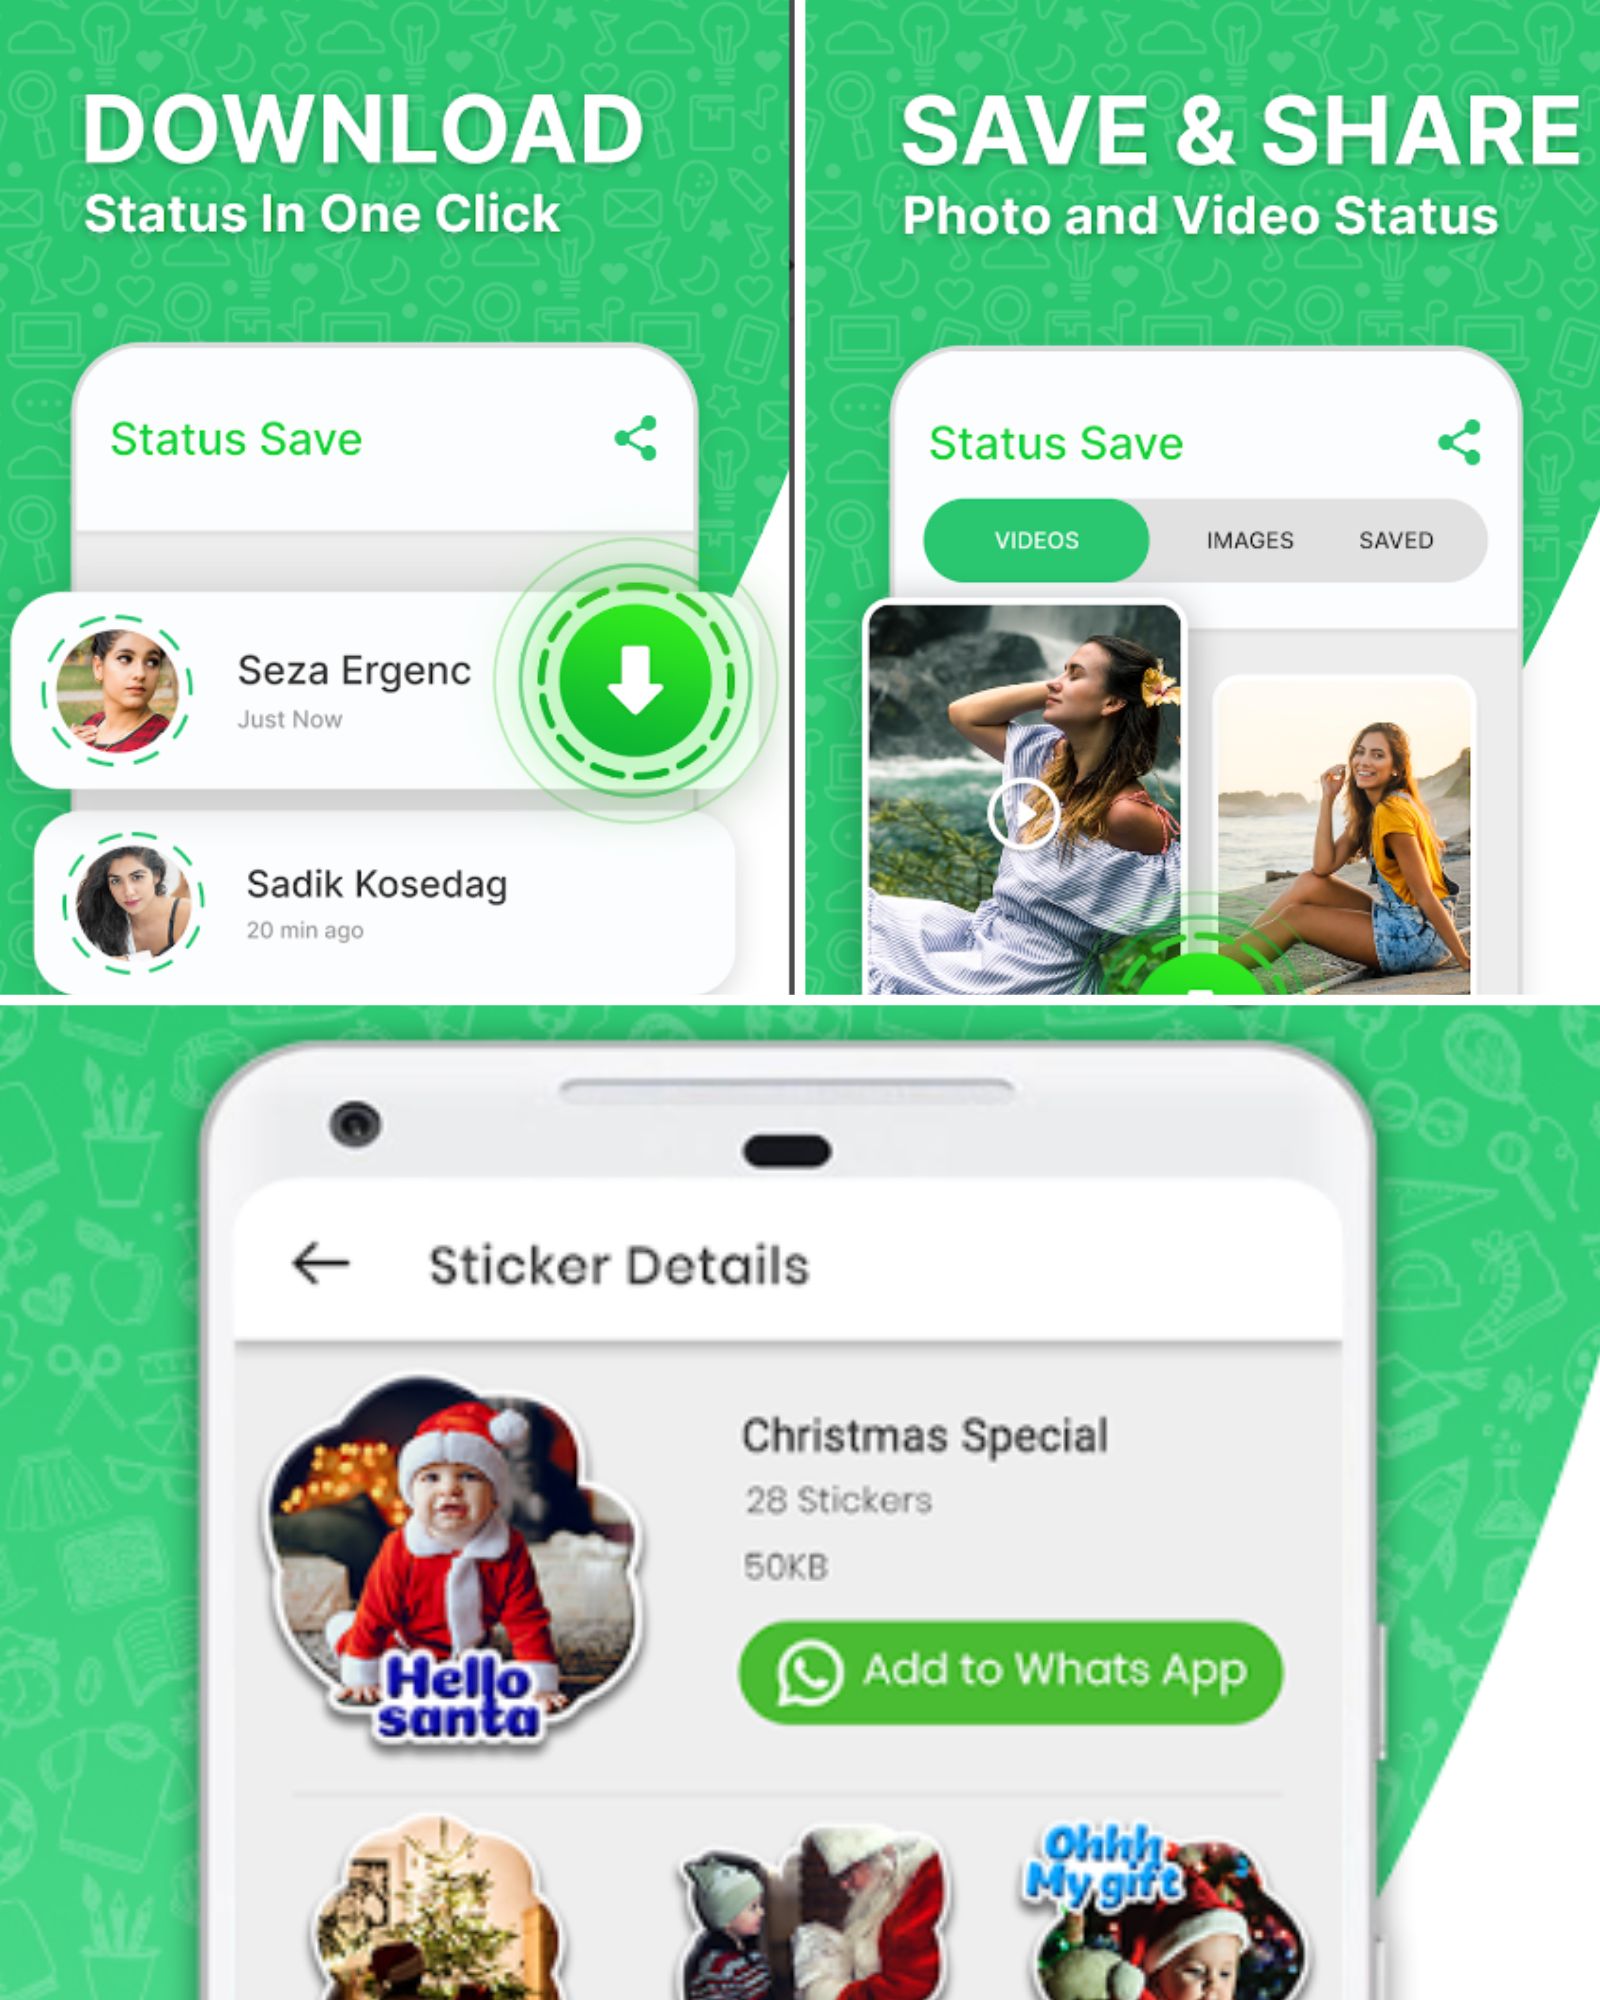 DOWNLOAD
Status In One Click
Status Save
Seza Ergenc
Just Now
Sadik Kosedag
20 min ago
SAVE & SHARE
Photo and Video Status
Status Save
VIDEOS
IMAGES
SAVED
Sticker Details
Christmas Special
28 Stickers
50KB
Add to Whats App
Hello
santa
Ohhh
My gift